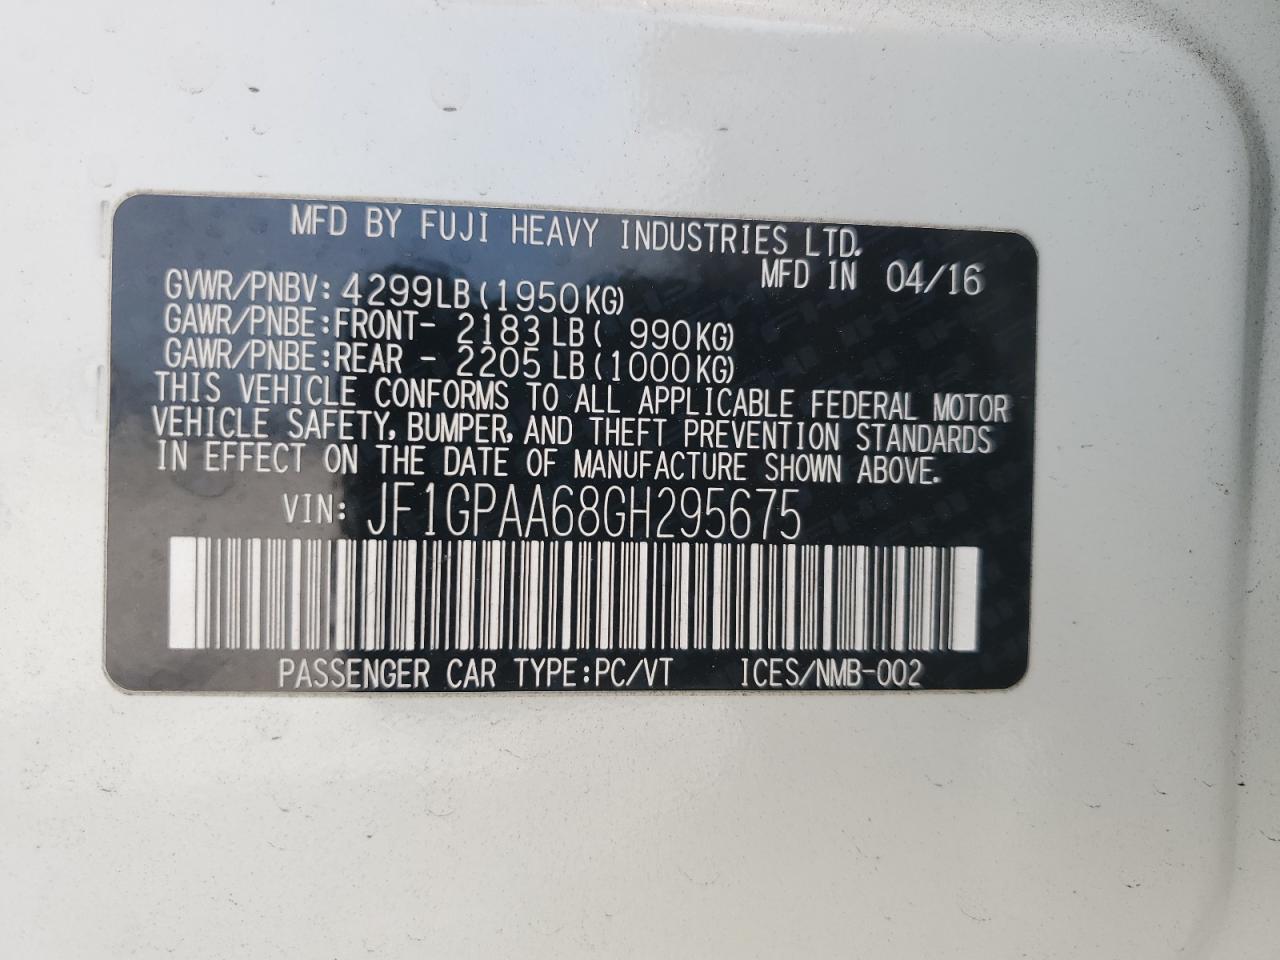 MFD BY FUJI HEAVY INDUSTRIES LTD.
MFD IN 04/16
GVWR/PNBV: 4299LB (1950KG)
GAWR/PNBE:FRONT- 2183 LB ( 990KG)
GAWR/PNBE:REAR - 2205 LB (1000KG)
THIS VEHICLE CONFORMS TO ALL APPLICABLE FEDERAL MOTOR
VEHICLE SAFETY, BUMPER, AND THEFT PREVENTION STANDARDS
IN EFFECT ON THE DATE OF MANUFACTURE SHOWN ABOVE.
VIN: JF1GPAA68GH295675
PASSENGER CAR TYPE:PC/VT ICES/NMB-002